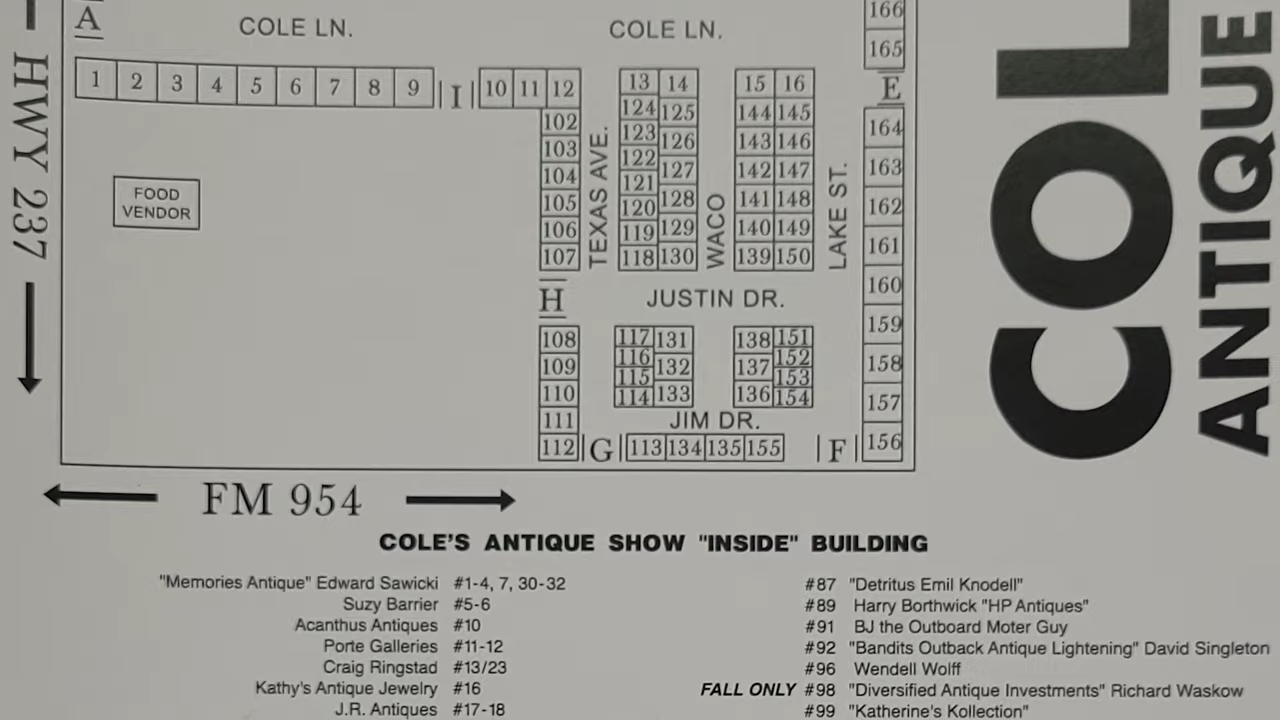 A
COLE LN.
COLE LN.
166
165
E
HWY 237
1 2 3 4 5 6 7 8 9 I 10 11 12
13 14
15 16
102
103
104
105
106
107
TEXAS AVE.
124 125
123 126
122 127
121 128
120 129
119 130
118
WACO
144 145
143 146
142 147
141 148
140 149
139 150
LAKE ST.
164
163
162
161
160
159
158
157
156
FOOD
VENDOR
H
JUSTIN DR.
108
109
110
111
112
117 131
116 132
115 133
114
138 151
137 152
136 153
154
JIM DR.
G 113 134 135 155 F
FM 954
COL
ANTIQUE
COLE'S ANTIQUE SHOW "INSIDE" BUILDING
"Memories Antique" Edward Sawicki #1-4, 7, 30-32
Suzy Barrier #5-6
Acanthus Antiques #10
Porte Galleries #11-12
Craig Ringstad #13/23
Kathy's Antique Jewelry #16
J.R. Antiques #17-18
#87 "Detritus Emil Knodell"
#89 Harry Borthwick "HP Antiques"
#91 BJ the Outboard Moter Guy
#92 "Bandits Outback Antique Lightening" David Singleton
#96 Wendell Wolff
FALL ONLY #98 "Diversified Antique Investments" Richard Waskow
#99 "Katherine's Kollection"